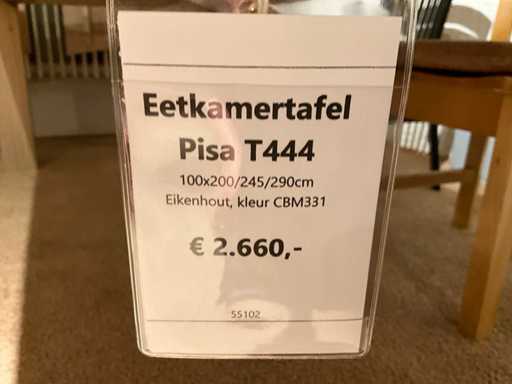 Eetkamertafel
Pisa T444
100x200/245/290cm
Eikenhout, kleur CBM331
€ 2.660,-
55102